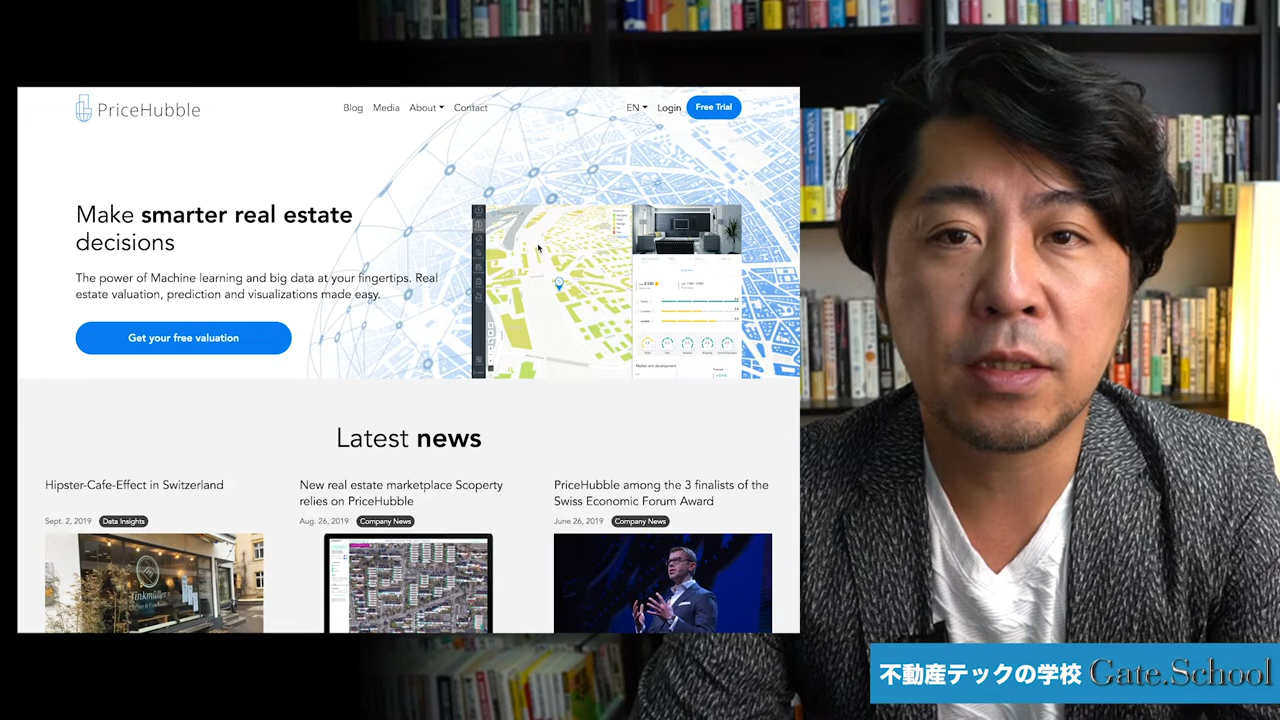 PriceHubble
Blog Media About Contact
EN Login Free Trial
Make smarter real estate
decisions
The power of Machine learning and big data at your fingertips. Real
estate valuation, prediction and visualizations made easy.
Get your free valuation
Market rent development
Latest news
Hipster-Cafe-Effect in Switzerland
Sept. 2, 2019 Data Insights
New real estate marketplace Scoperty
relies on PriceHubble
Aug. 26, 2019 Company News
PriceHubble among the 3 finalists of the
Swiss Economic Forum Award
June 26, 2019 Company News
不動産テックの学校 Gate.School